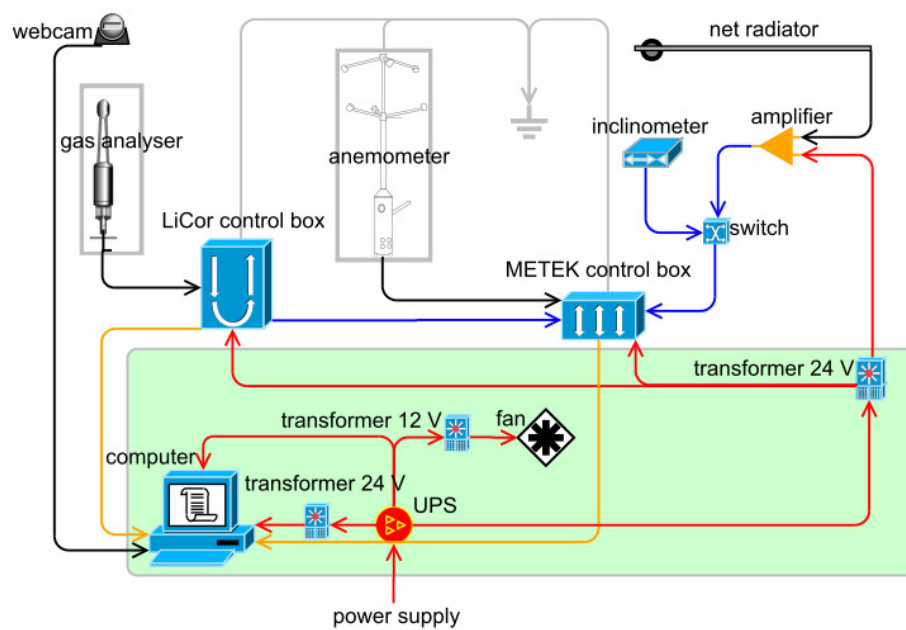 webcam
net radiator
amplifier
gas analyser
anemometer
inclinometer
LiCor control box
switch
METEK control box
transformer 24 V
transformer 12 V
fan
computer
transformer 24 V
UPS
power supply